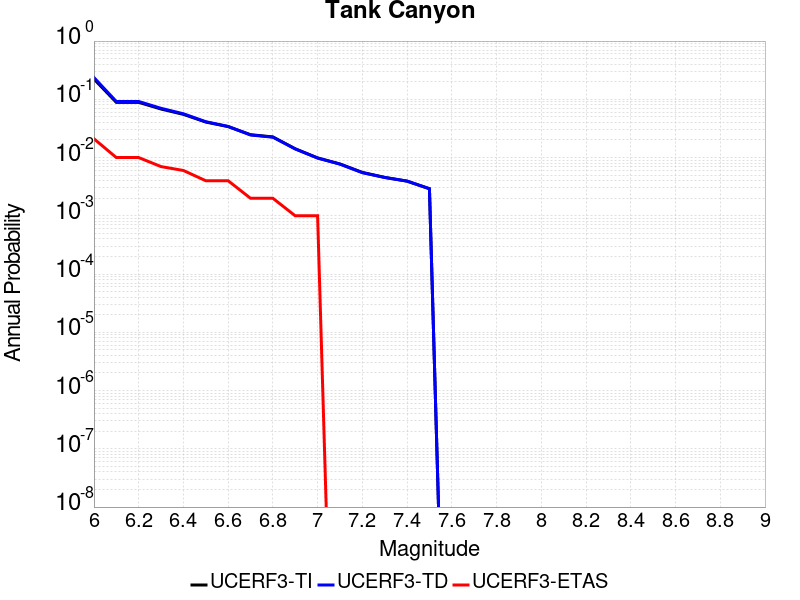 Tank Canyon
10^0
10^-1
10^-2
10^-3
10^-4
10^-5
10^-6
10^-7
10^-8
Annual Probability
6 6.2 6.4 6.6 6.8 7 7.2 7.4 7.6 7.8 8 8.2 8.4 8.6 8.8 9
Magnitude
UCERF3-TI UCERF3-TD UCERF3-ETAS